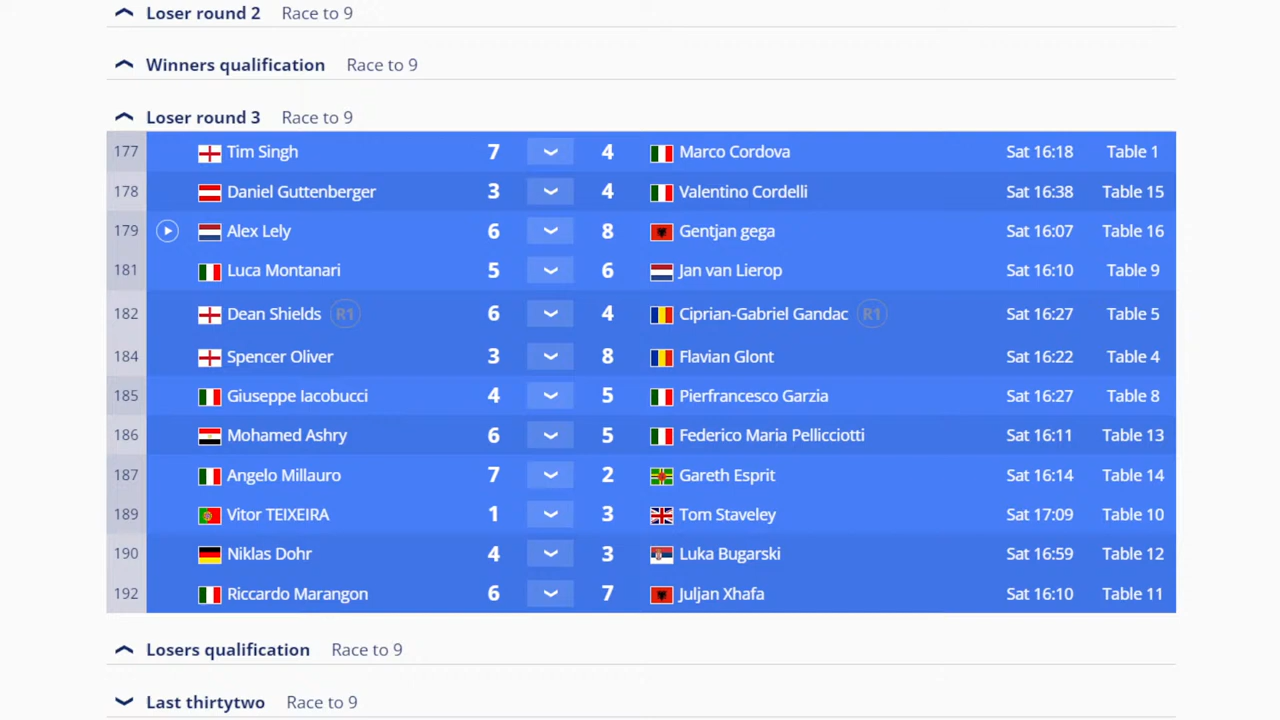 Loser round 2 Race to 9
Winners qualification Race to 9
Loser round 3 Race to 9
177 Tim Singh 7 4 Marco Cordova Sat 16:18 Table 1
178 Daniel Guttenberger 3 4 Valentino Cordelli Sat 16:38 Table 15
179 Alex Lely 6 8 Gentjan gega Sat 16:07 Table 16
181 Luca Montanari 5 6 Jan van Lierop Sat 16:10 Table 9
182 Dean Shields R1 6 4 Ciprian-Gabriel Gandac R1 Sat 16:27 Table 5
184 Spencer Oliver 3 8 Flavian Glont Sat 16:22 Table 4
185 Giuseppe Iacobucci 4 5 Pierfrancesco Garzia Sat 16:27 Table 8
186 Mohamed Ashry 6 5 Federico Maria Pellicciotti Sat 16:11 Table 13
187 Angelo Millauro 7 2 Gareth Esprit Sat 16:14 Table 14
189 Vitor TEIXEIRA 1 3 Tom Staveley Sat 17:09 Table 10
190 Niklas Dohr 4 3 Luka Bugarski Sat 16:59 Table 12
192 Riccardo Marangon 6 7 Juljan Xhafa Sat 16:10 Table 11
Losers qualification Race to 9
Last thirtytwo Race to 9